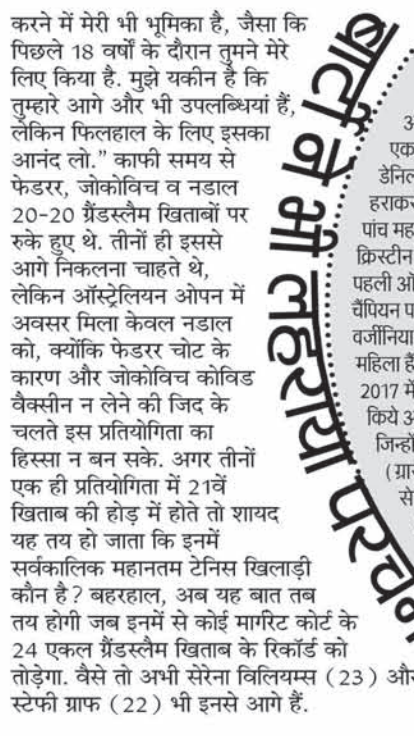 करने में मेरी भी भूमिका है, जैसा कि
पिछले 18 वर्षों के दौरान तुमने मेरे
लिए किया है. मुझे यकीन है कि
तुम्हारे आगे और भी उपलब्धियां हैं,
लेकिन फिलहाल के लिए इसका
आनंद लो.” काफी समय से
फेडरर, जोकोविच व नडाल
20-20 ग्रैंडस्लैम खिताबों पर
रुके हुए थे. तीनों ही इससे
आगे निकलना चाहते थे,
लेकिन ऑस्ट्रेलियन ओपन में
अवसर मिला केवल नडाल
को, क्योंकि फेडरर चोट के
कारण और जोकोविच कोविड
वैक्सीन न लेने की जिद के
चलते इस प्रतियोगिता का
हिस्सा न बन सके. अगर तीनों
एक ही प्रतियोगिता में 21वें
खिताब की होड़ में होते तो शायद
यह तय हो जाता कि इनमें
सर्वकालिक महानतम टेनिस खिलाड़ी
कौन है? बहरहाल, अब यह बात तब
तय होगी जब इनमें से कोई मार्गरेट कोर्ट के
24 एकल ग्रैंडस्लैम खिताब के रिकॉर्ड को
तोड़ेगा. वैसे तो अभी सेरेना विलियम्स (23) और
स्टेफी ग्राफ (22) भी इनसे आगे हैं.
बार्टी ने भी लहराया परचम
एक
हराकर
पांच
क्रिस्टीन
पहली
चैंपियन
वर्जीनिया
महिला
2017 में
किये
से